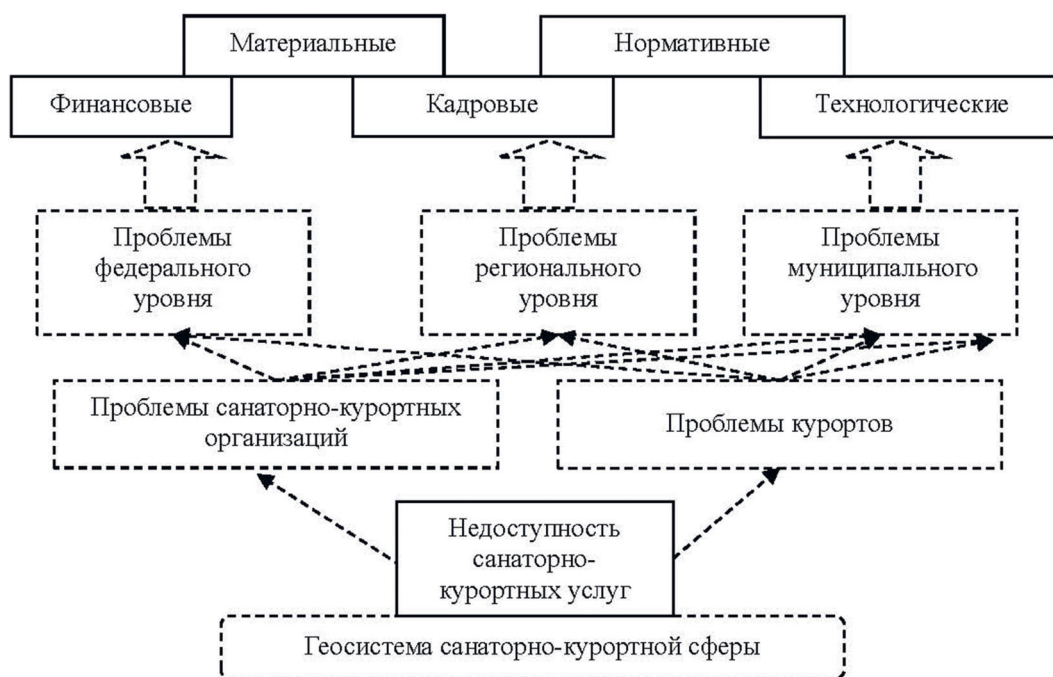 Материальные
Нормативные
Финансовые
Кадровые
Технологические
Проблемы
федерального
уровня
Проблемы
регионального
уровня
Проблемы
муниципального
уровня
Проблемы санаторно-курортных
организаций
Проблемы курортов
Недоступность
санаторно-
курортных услуг
Геосистема санаторно-курортной сферы